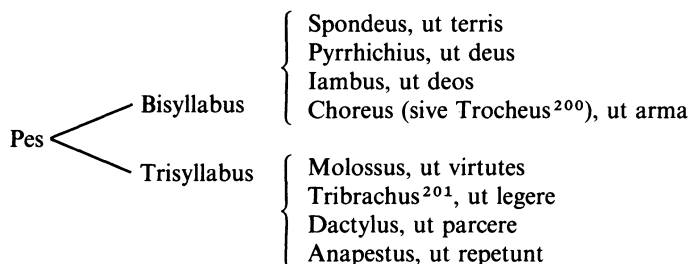 Pes
Bisyllabus
Spondeus, ut terris
Pyrrhichius, ut deus
Iambus, ut deos
Choreus (sive Trocheus²⁰⁰), ut arma
Trisyllabus
Molossus, ut virtutes
Tribrachus²⁰¹, ut legere
Dactylus, ut parcere
Anapestus, ut repetunt